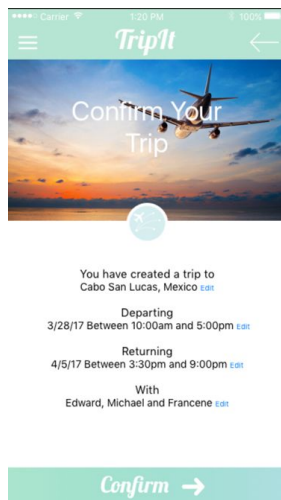 Carrier 1:20 PM 100%
TripIt
Confirm Your
Trip
You have created a trip to
Cabo San Lucas, Mexico Edit
Departing
3/28/17 Between 10:00am and 5:00pm Edit
Returning
4/5/17 Between 3:30pm and 9:00pm Edit
With
Edward, Michael and Francene Edit
Confirm →